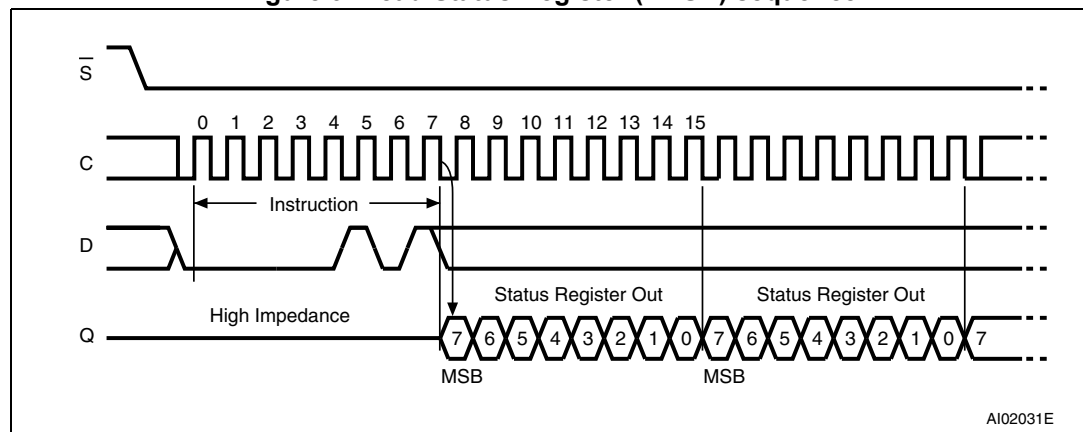 S
0 1 2 3 4 5 6 7 8 9 10 11 12 13 14 15
C
Instruction
D
Status Register Out Status Register Out
High Impedance
Q 7 6 5 4 3 2 1 0 7 6 5 4 3 2 1 0 7
MSB MSB
AI02031E